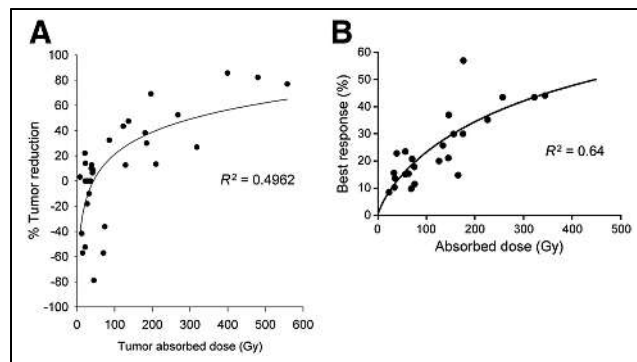 A
100
80
60
40
20
0
-20
-40
-60
-80
-100
% Tumor reduction
R² = 0.4962
0 100 200 300 400 500 600
Tumor absorbed dose (Gy)
B
60
50
40
30
20
10
0
Best response (%)
R² = 0.64
0 100 200 300 400 500
Absorbed dose (Gy)